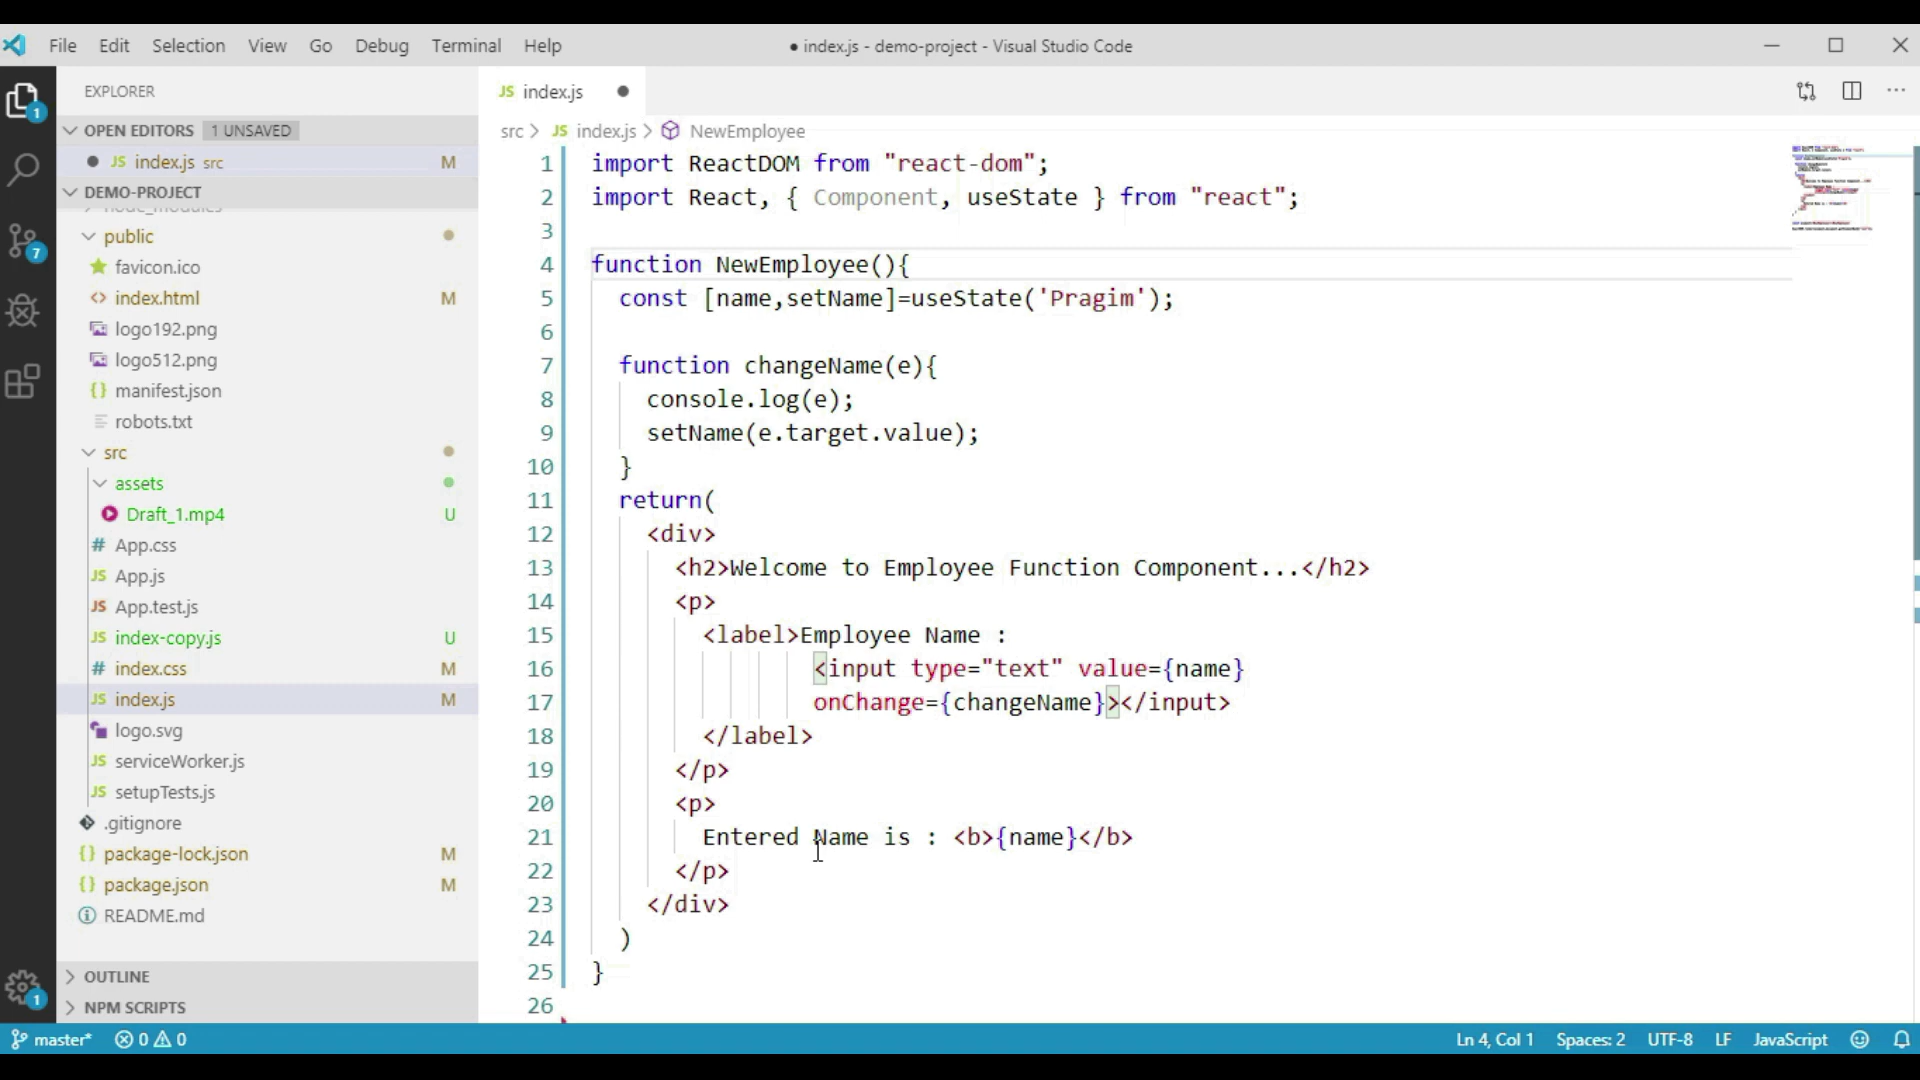 File Edit Selection View Go Debug Terminal Help
● index.js - demo-project - Visual Studio Code
EXPLORER
OPEN EDITORS 1 UNSAVED
● JS index.js src M
DEMO-PROJECT
node_modules
public
favicon.ico
<> index.html M
logo192.png
logo512.png
{} manifest.json
robots.txt
src
assets
Draft_1.mp4 U
# App.css
JS App.js
JS App.test.js
JS index-copy.js U
# index.css M
JS index.js M
logo.svg
JS serviceWorker.js
JS setupTests.js
.gitignore
{} package-lock.json M
{} package.json M
README.md
OUTLINE
NPM SCRIPTS
1
7
1
JS index.js ●
src > JS index.js > NewEmployee
1 import ReactDOM from "react-dom";
2 import React, { Component, useState } from "react";
3
4 function NewEmployee(){
5 const [name,setName]=useState('Pragim');
6
7 function changeName(e){
8 console.log(e);
9 setName(e.target.value);
10 }
11 return(
12 <div>
13 <h2>Welcome to Employee Function Component...</h2>
14 <p>
15 <label>Employee Name :
16 <input type="text" value={name}
17 onChange={changeName}></input>
18 </label>
19 </p>
20 <p>
21 Entered Name is : <b>{name}</b>
22 </p>
23 </div>
24 )
25 }
26
master* 0 0
Ln 4, Col 1 Spaces: 2 UTF-8 LF JavaScript